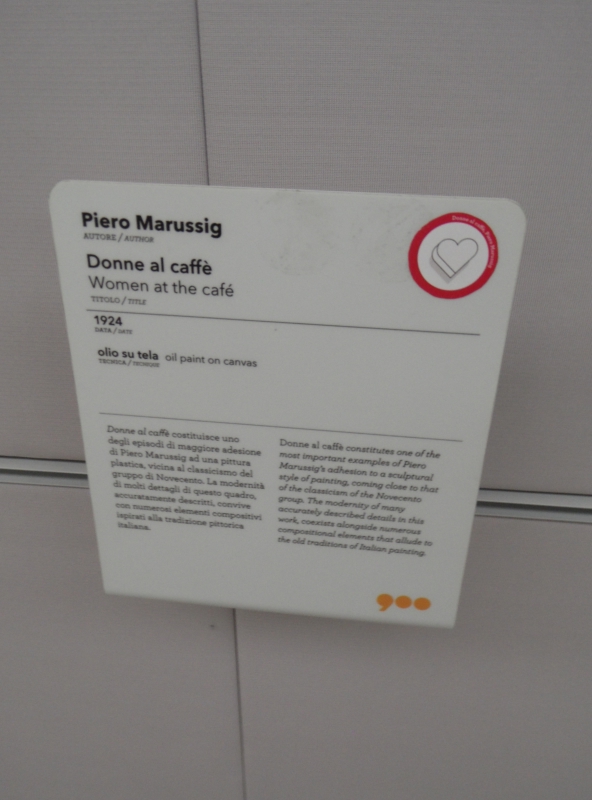 Piero Marussig
AUTORE / AUTHOR
Donne al caffè, Piero Marussig
Donne al caffè
Women at the café
TITOLO / TITLE
1924
DATA / DATE
olio su tela oil paint on canvas
TECNICA / TECHNIQUE
Donne al caffè costituisce uno
degli episodi di maggiore adesione
di Piero Marussig ad una pittura
plastica, vicina al classicismo del
gruppo di Novecento. La modernità
di molti dettagli di questo quadro,
accuratamente descritti, convive
con numerosi elementi compositivi
ispirati alla tradizione pittorica
italiana.
Donne al caffè constitutes one of the
most important examples of Piero
Marussig's adhesion to a sculptural
style of painting, coming close to that
of the classicism of the Novecento
group. The modernity of many
accurately described details in this
work, coexists alongside numerous
compositional elements that allude to
the old traditions of Italian painting.
900